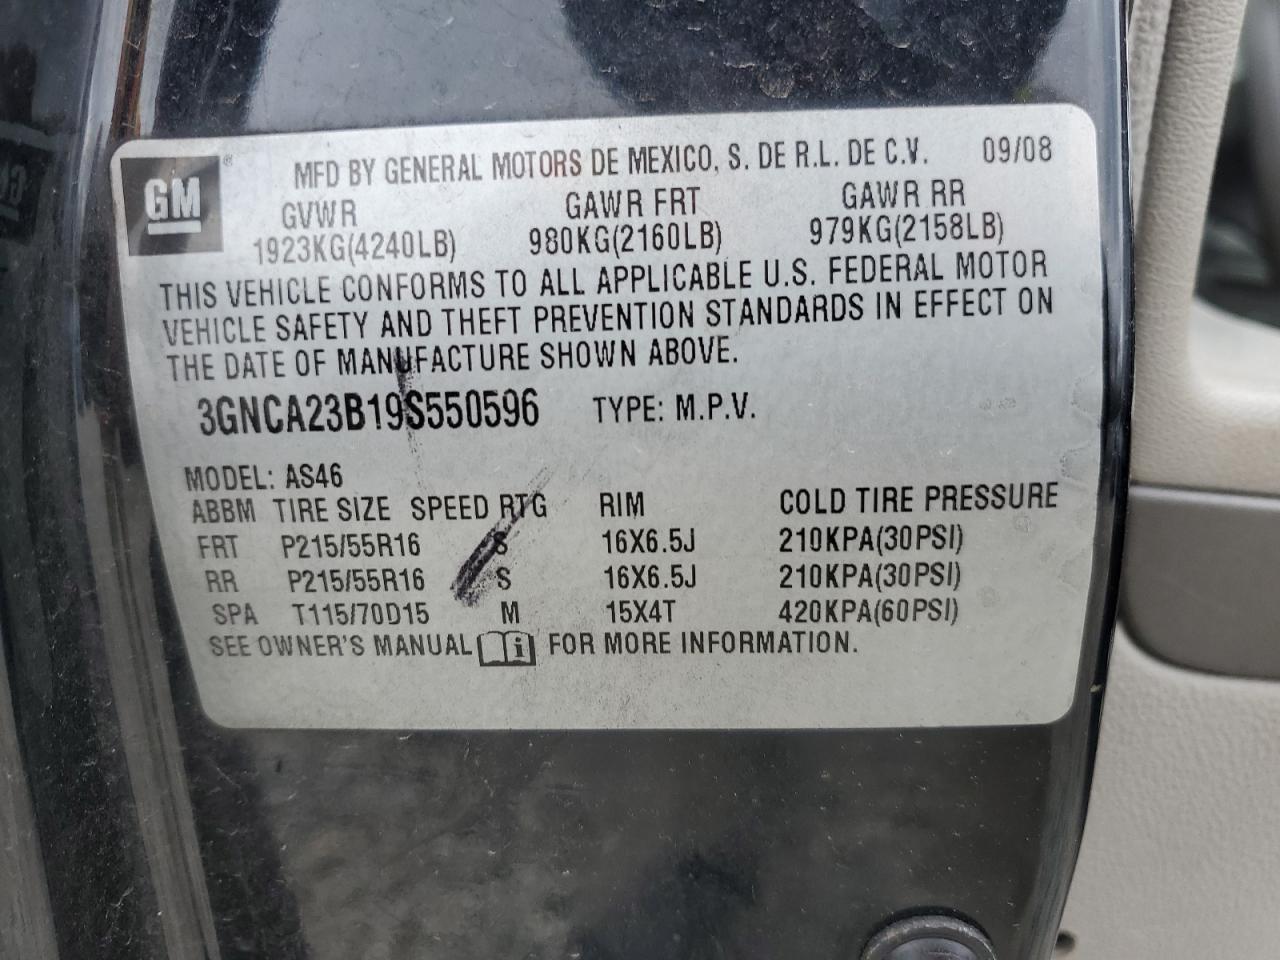 GM ® MFD BY GENERAL MOTORS DE MEXICO, S. DE R.L. DE C.V. 09/08
GVWR GAWR FRT GAWR RR
1923KG(4240LB) 980KG(2160LB) 979KG(2158LB)
THIS VEHICLE CONFORMS TO ALL APPLICABLE U.S. FEDERAL MOTOR
VEHICLE SAFETY AND THEFT PREVENTION STANDARDS IN EFFECT ON
THE DATE OF MANUFACTURE SHOWN ABOVE.
3GNCA23B19S550596 TYPE: M.P.V.
MODEL: AS46
ABBM TIRE SIZE SPEED RTG RIM COLD TIRE PRESSURE
FRT P215/55R16 S 16X6.5J 210KPA(30PSI)
RR P215/55R16 S 16X6.5J 210KPA(30PSI)
SPA T115/70D15 M 15X4T 420KPA(60PSI)
SEE OWNER'S MANUAL i FOR MORE INFORMATION.